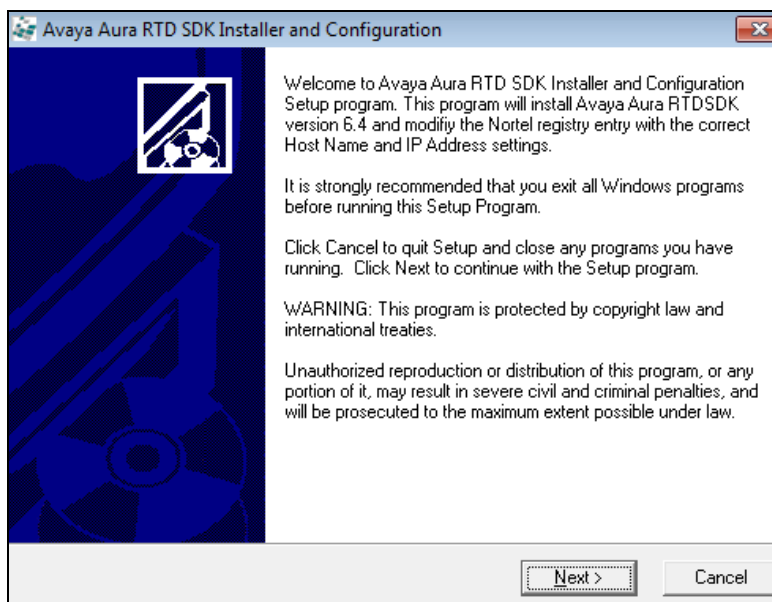 Avaya Aura RTD SDK Installer and Configuration
Welcome to Avaya Aura RTD SDK Installer and Configuration
Setup program. This program will install Avaya Aura RTDSDK
version 6.4 and modifiy the Nortel registry entry with the correct
Host Name and IP Address settings.
It is strongly recommended that you exit all Windows programs
before running this Setup Program.
Click Cancel to quit Setup and close any programs you have
running. Click Next to continue with the Setup program.
WARNING: This program is protected by copyright law and
international treaties.
Unauthorized reproduction or distribution of this program, or any
portion of it, may result in severe civil and criminal penalties, and
will be prosecuted to the maximum extent possible under law.
Next >
Cancel